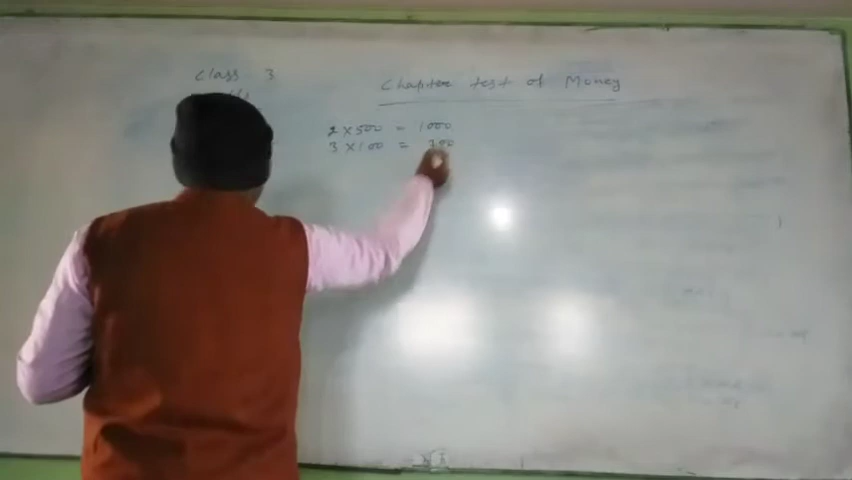 Class 3
Chapter test of Money
2 × 500 = 1000
3 × 100 = 300